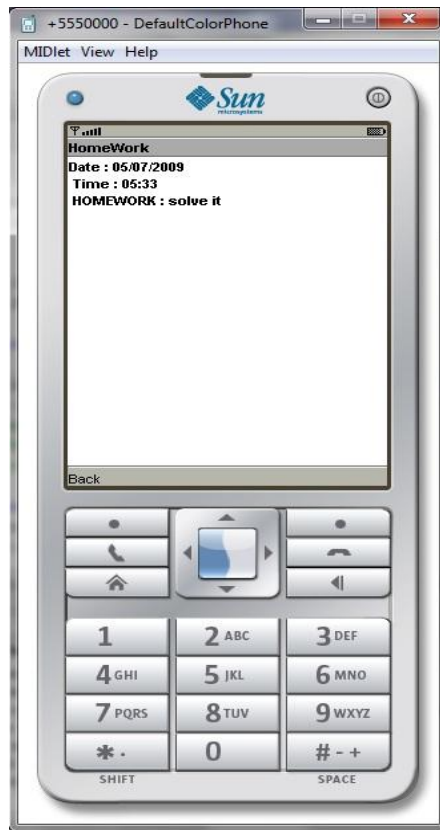 +5550000 - DefaultColorPhone
MIDlet View Help
Sun
microsystems
HomeWork
Date : 05/07/2009
Time : 05:33
HOMEWORK : solve it
Back
1 2 ABC 3 DEF
4 GHI 5 JKL 6 MNO
7 PQRS 8 TUV 9 WXYZ
* . 0 # - +
SHIFT SPACE